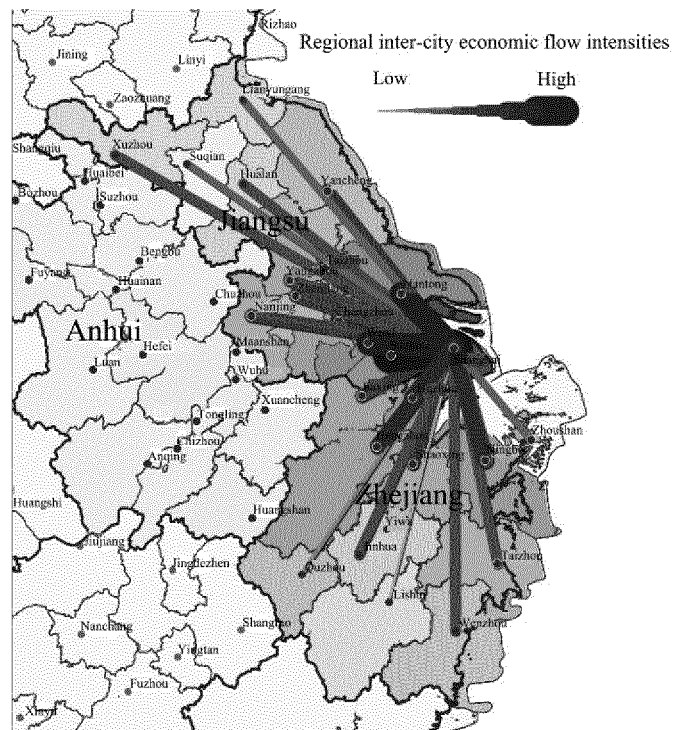 Rizhao
Regional inter-city economic flow intensities
Jining
Linyi
Low
High
Zaozhuang
Lianyungang
Xuzhou
Shangqiu
Suqian
Huaibei
Yancheng
Bozhou
Suzhou
Jiangsu
Bengbu
Fuyang
Huainan
Chuzhou
Nantong
Nanjing
Anhui
Hefei
Maanshan
Luan
Wuhu
Xuancheng
Tongling
Zhoushan
Chizhou
Anqing
Shaoxing
Zhejiang
Huangshi
Huangshan
Yiwu
Jiujiang
Jinhua
Taizhou
Jingdezhen
Quzhou
Lishui
Wenzhou
Nanchang
Shangrao
Yingtan
Fuzhou
Xinyu